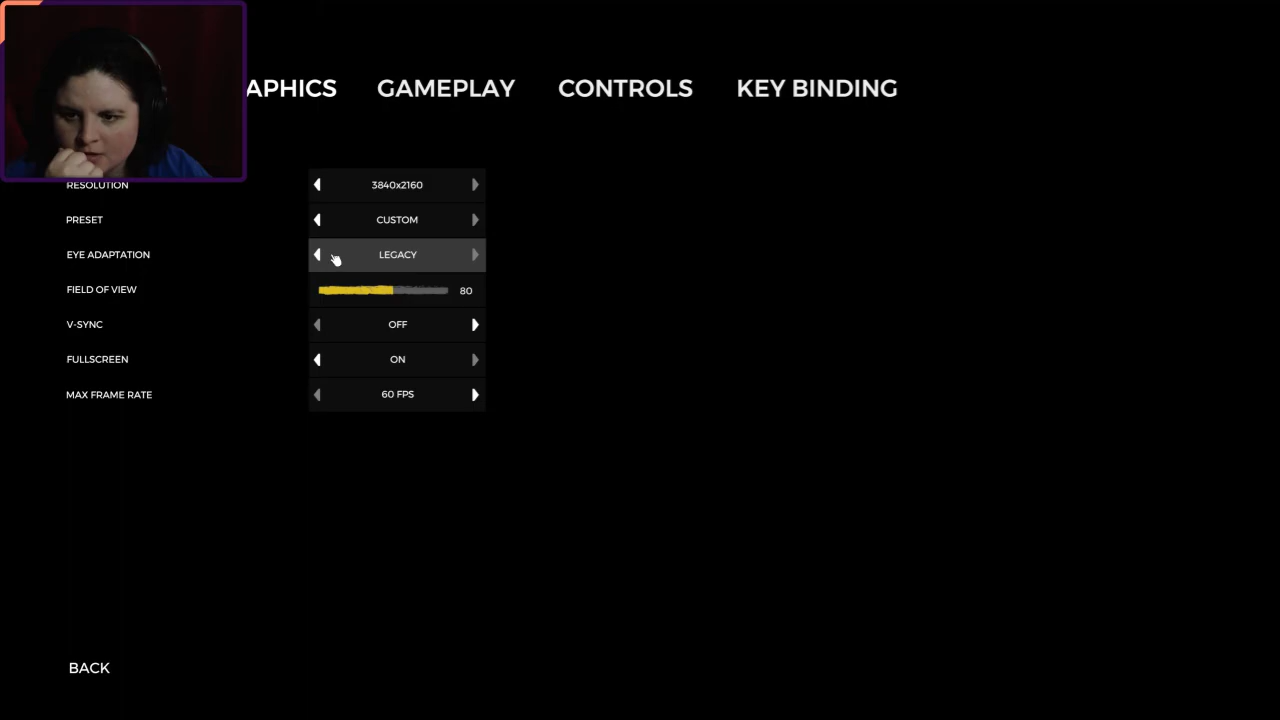 APHICS GAMEPLAY CONTROLS KEY BINDING
RESOLUTION 3840x2160
PRESET CUSTOM
EYE ADAPTATION LEGACY
FIELD OF VIEW 80
V-SYNC OFF
FULLSCREEN ON
MAX FRAME RATE 60 FPS
BACK